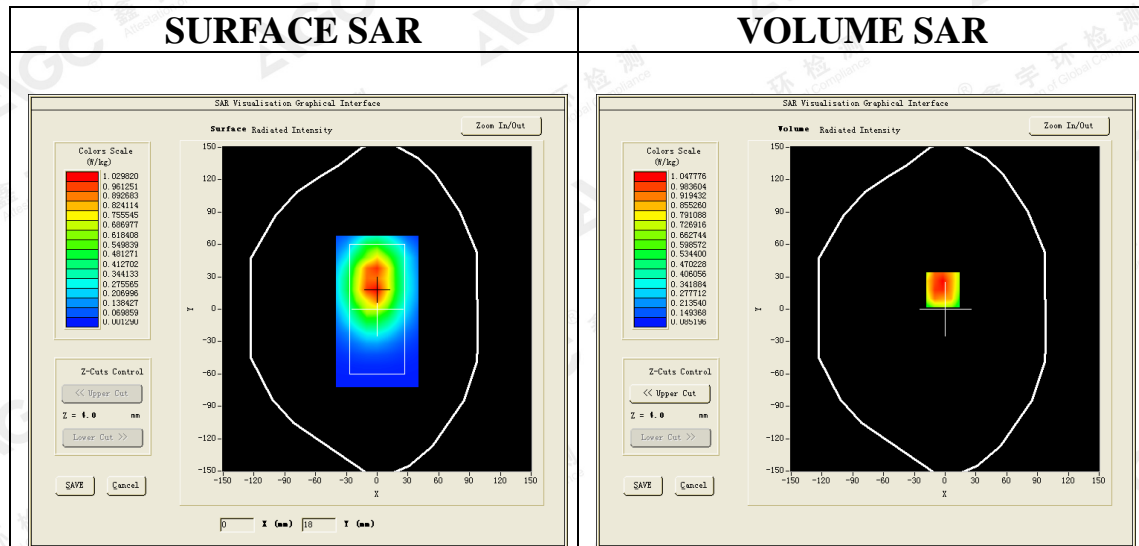 SURFACE SAR
VOLUME SAR
SAR Visualisation Graphical Interface
Surface Radiated Intensity
Zoom In/Out
Colors Scale
(W/kg)
1.029820
0.961251
0.892683
0.824114
0.755545
0.686977
0.618408
0.549839
0.481271
0.412702
0.344133
0.275565
0.206996
0.138427
0.069859
0.001290
150
120
90
60
30
0
-30
-60
-90
-120
-150
Y
-150 -120 -90 -60 -30 0 30 60 90 120 150
X
Z-Cuts Control
<< Upper Cut
Z = 4.0 mm
Lower Cut >>
SAVE Cancel
0 X (mm) 18 Y (mm)
SAR Visualisation Graphical Interface
Volume Radiated Intensity
Zoom In/Out
Colors Scale
(W/kg)
1.047776
0.983604
0.919432
0.855260
0.791088
0.726916
0.662744
0.598572
0.534400
0.470228
0.406056
0.341884
0.277712
0.213540
0.149368
0.085196
150
120
90
60
30
0
-30
-60
-90
-120
-150
Y
-150 -120 -90 -60 -30 0 30 60 90 120 150
X
Z-Cuts Control
<< Upper Cut
Z = 4.0 mm
Lower Cut >>
SAVE Cancel